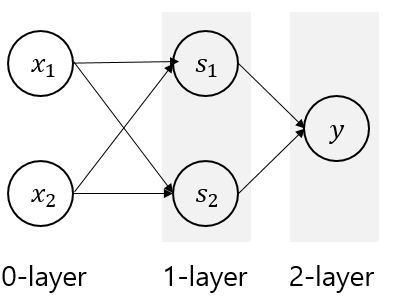 x₁ s₁
y
x₂ s₂
0-layer 1-layer 2-layer